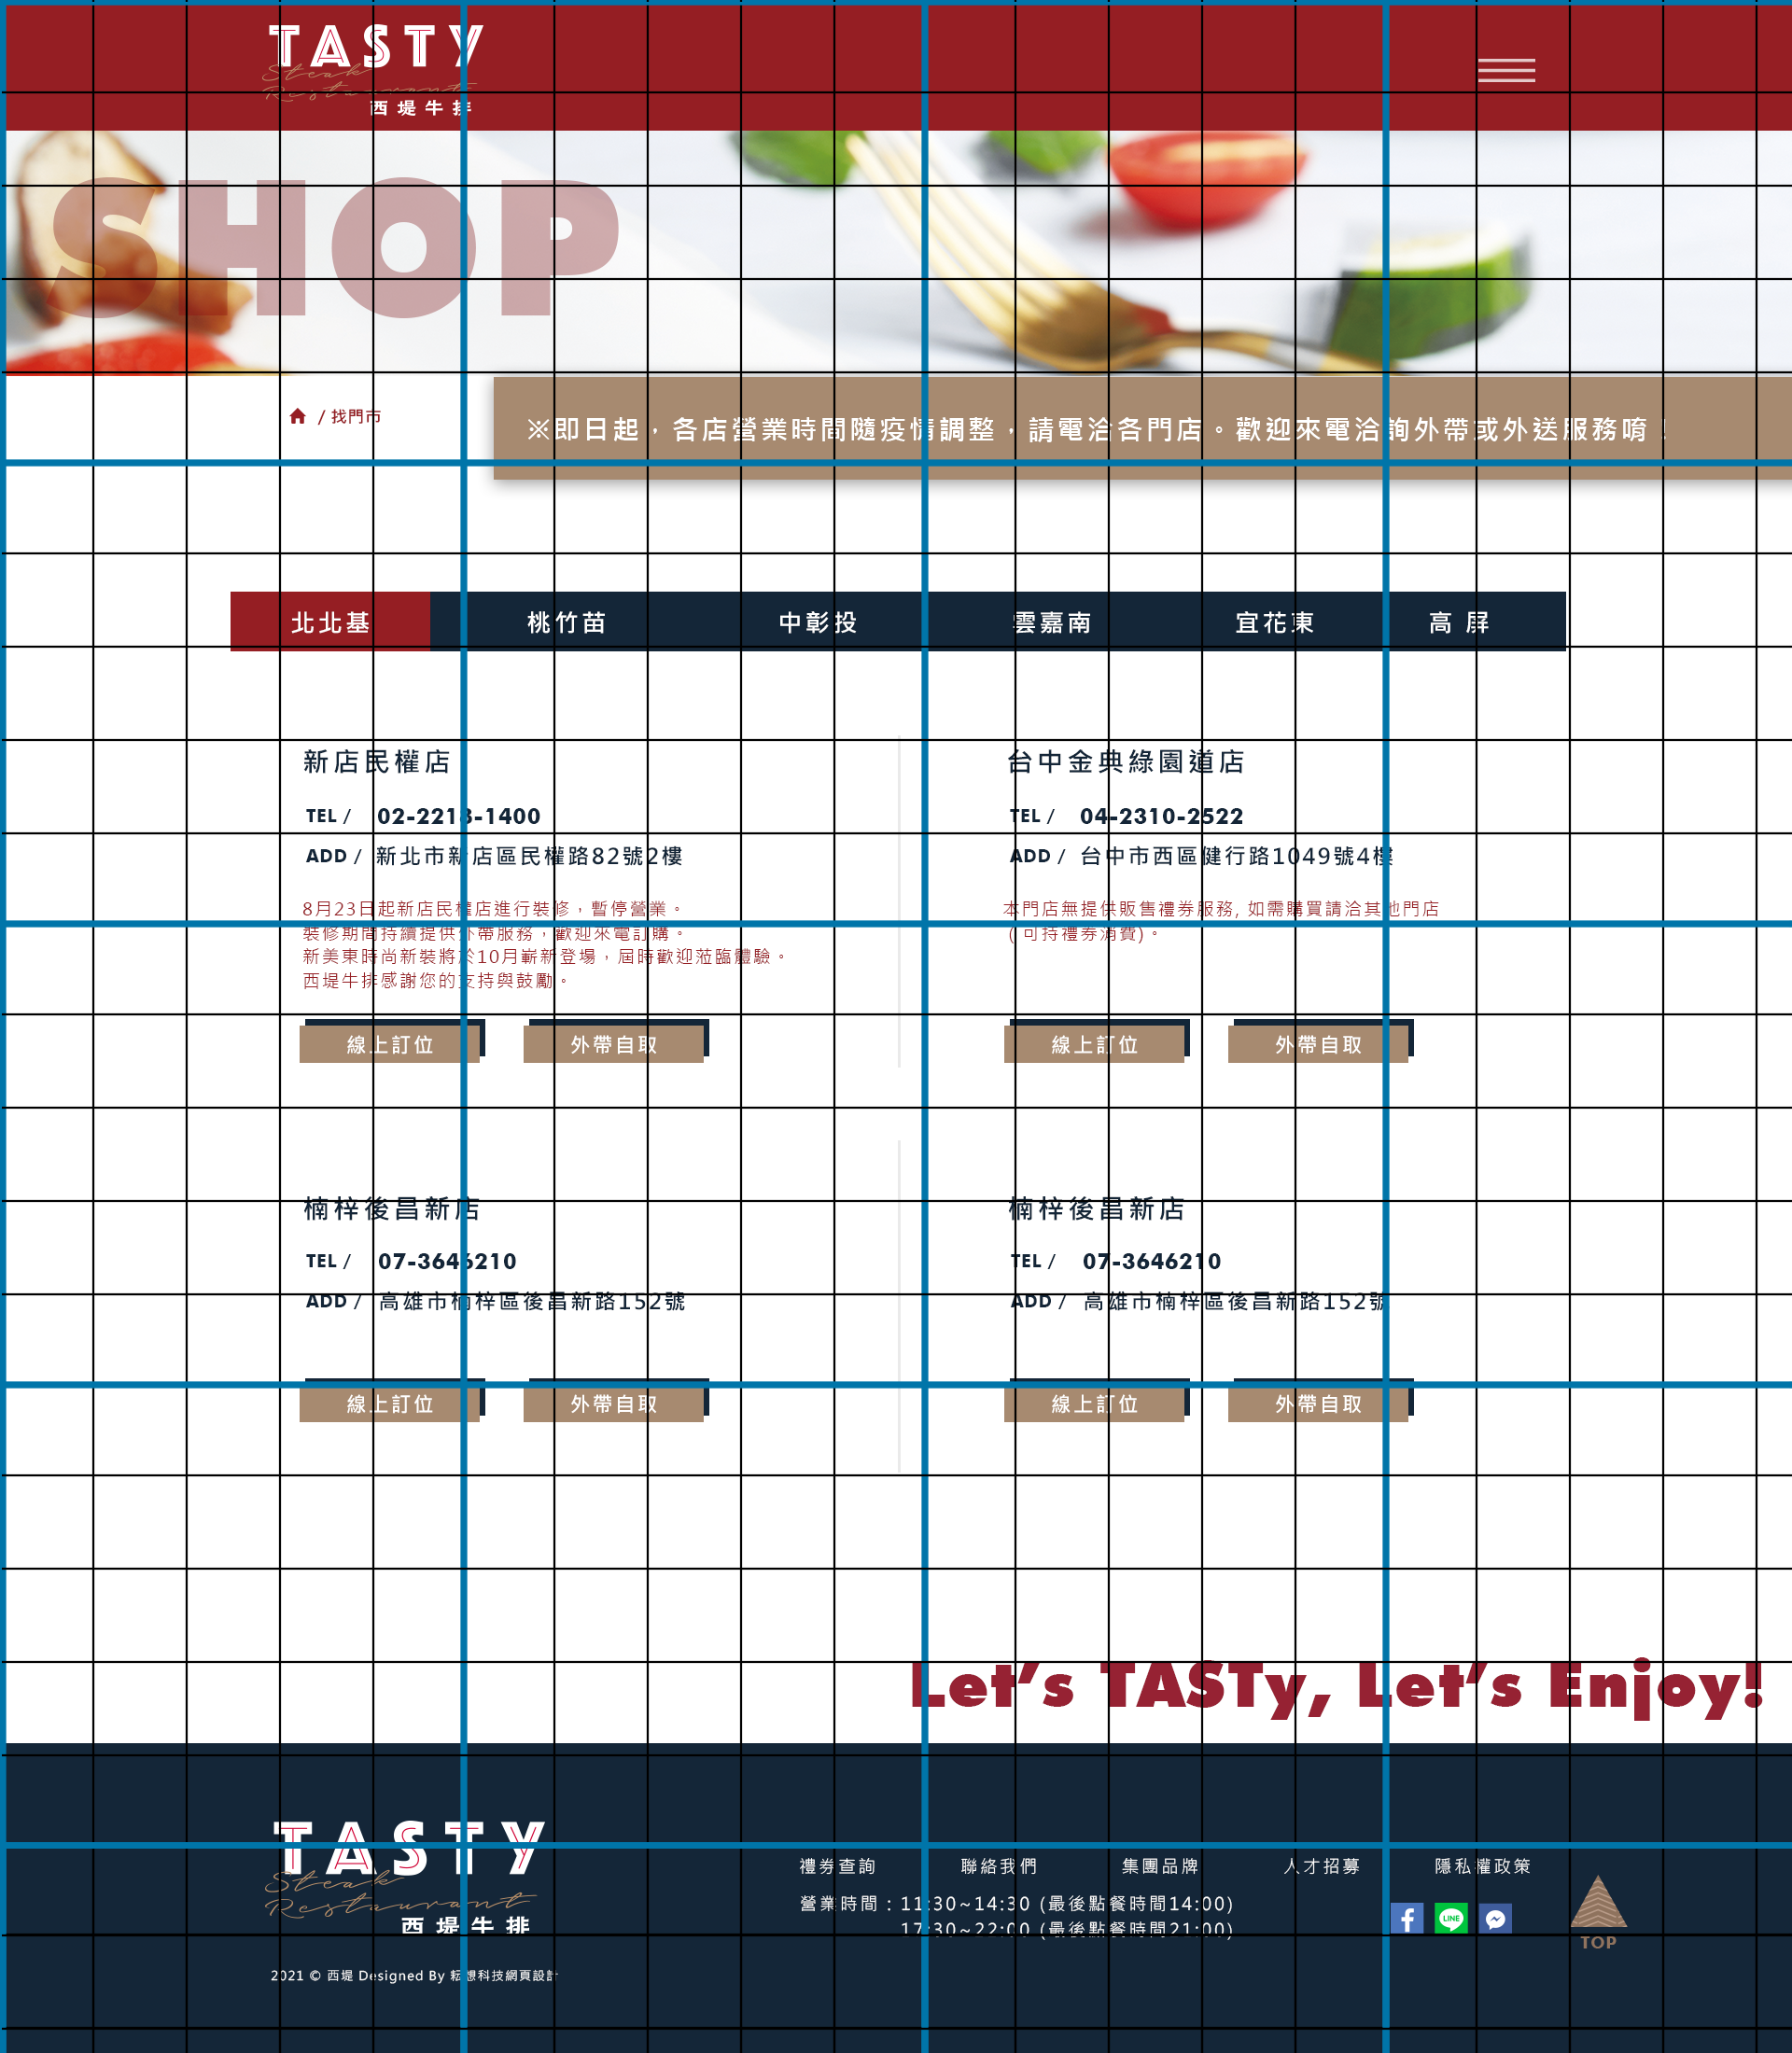 TASTY
Steak
Restaurant
西堤牛排
SHOP
/ 找門市
※即日起，各店營業時間隨疫情調整，請電洽各門店。歡迎來電洽詢外帶或外送服務唷！
北北基 桃竹苗 中彰投 雲嘉南 宜花東 高 屏
新店民權店
TEL / 02-2218-1400
ADD / 新北市新店區民權路82號2樓
8月23日起新店民權店進行裝修，暫停營業。
裝修期間持續提供外帶服務，歡迎來電訂購。
新美東時尚新裝將於10月嶄新登場，屆時歡迎蒞臨體驗。
西堤牛排感謝您的支持與鼓勵。
線上訂位 外帶自取
台中金典綠園道店
TEL / 04-2310-2522
ADD / 台中市西區健行路1049號4樓
本門店無提供販售禮券服務, 如需購買請洽其他門店
( 可持禮券消費)。
線上訂位 外帶自取
楠梓後昌新店
TEL / 07-3646210
ADD / 高雄市楠梓區後昌新路152號
線上訂位 外帶自取
楠梓後昌新店
TEL / 07-3646210
ADD / 高雄市楠梓區後昌新路152號
線上訂位 外帶自取
Let's TASTy, Let's Enjoy!
TASTY
Steak
Restaurant
西堤牛排
禮券查詢 聯絡我們 集團品牌 人才招募 隱私權政策
營業時間：11:30~14:30 (最後點餐時間14:00)
17:30~22:00 (最後點餐時間21:00)
LINE
TOP
2021 © 西堤 Designed By 耘想科技網頁設計